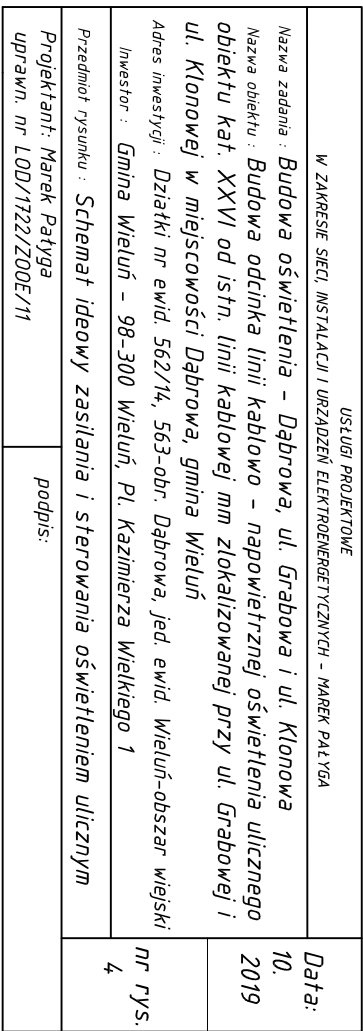 USŁUGI PROJEKTOWE
W ZAKRESIE SIECI, INSTALACJI I URZĄDZEŃ ELEKTROENERGETYCZNYCH - MAREK PAŁYGA
Nazwa zadania : Budowa oświetlenia - Dąbrowa, ul. Grabowa i ul. Klonowa
Nazwa obiektu : Budowa odcinka linii kablowo - napowietrznej oświetlenia ulicznego
obiektu kat. XXVI od istn. linii kablowej mm zlokalizowanej przy ul. Grabowej i
ul. Klonowej w miejscowości Dąbrowa, gmina Wieluń
Adres inwestycji : Działki nr ewid. 562/14, 563-obr. Dąbrowa, jed. ewid. Wieluń-obszar wiejski
Inwestor : Gmina Wieluń - 98-300 Wieluń, Pl. Kazimierza Wielkiego 1
Przedmiot rysunku : Schemat ideowy zasilania i sterowania oświetleniem ulicznym
Data:
10.
2019
nr rys.
4
Projektant: Marek Pałyga
uprawn. nr LOD/1722/ZOOE/11
podpis: